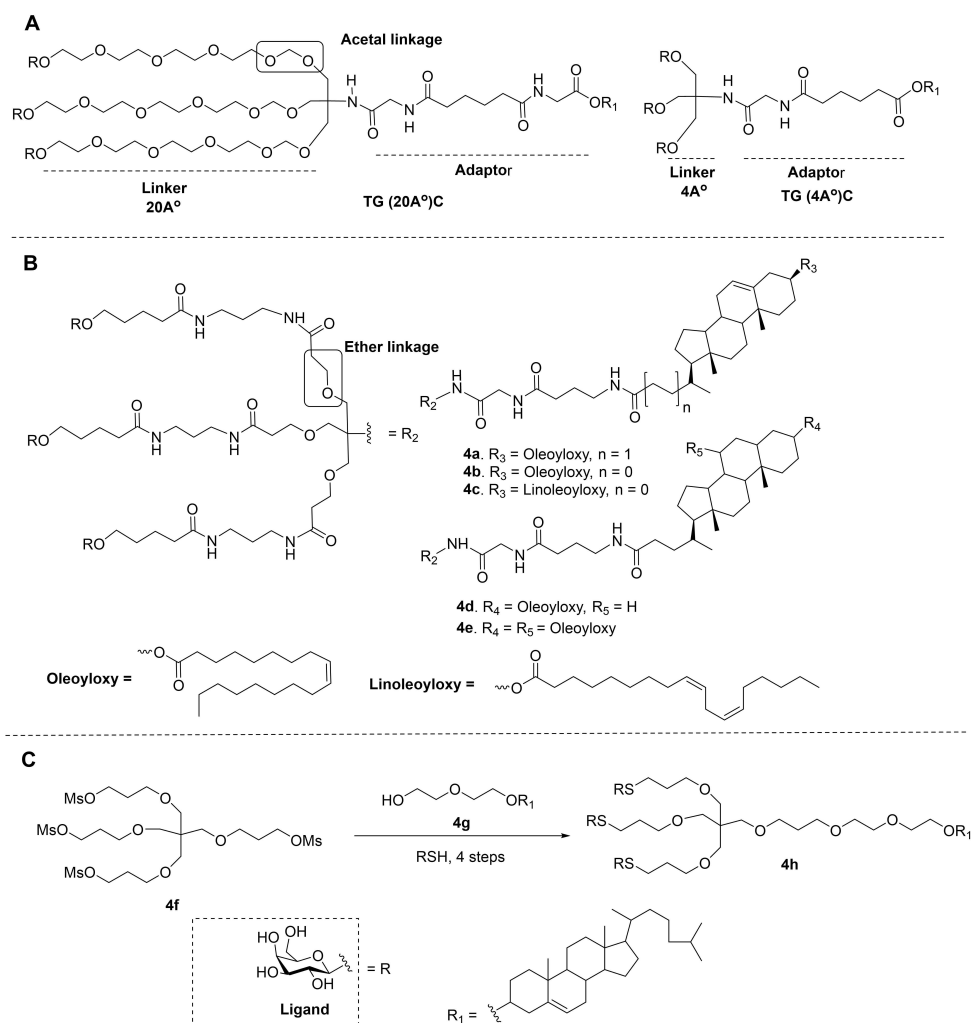 A
Acetal linkage
RO O O O O O
RO O O O O O
RO O O O O O
H
N
O
N
H
O
O
H
N
O
OR1
Linker
20A°
Adaptor
TG (20A°)C
RO
RO
RO
H
N
O
N
H
O
O
OR1
Linker
4A°
Adaptor
TG (4A°)C
B
RO
O
N
H
NH
O
Ether linkage
O
RO
O
N
H
N
H
O
O
= R2
RO
O
N
H
N
H
O
O
R3
R2
H
N
O
N
H
O
H
N
O
n
4a. R3 = Oleoyloxy, n = 1
4b. R3 = Oleoyloxy, n = 0
4c. R3 = Linoleoyloxy, n = 0
R4
R5
R2
NH
O
N
H
O
H
N
O
4d. R4 = Oleoyloxy, R5 = H
4e. R4 = R5 = Oleoyloxy
Oleoyloxy =
O
O
Linoleoyloxy =
O
O
C
MsO O
MsO O O OMs
MsO O
4f
HO O OR1
4g
RSH, 4 steps
RS O
RS O O O O OR1
RS O
4h
HO OH
HO O
OH
= R
Ligand
R1 =